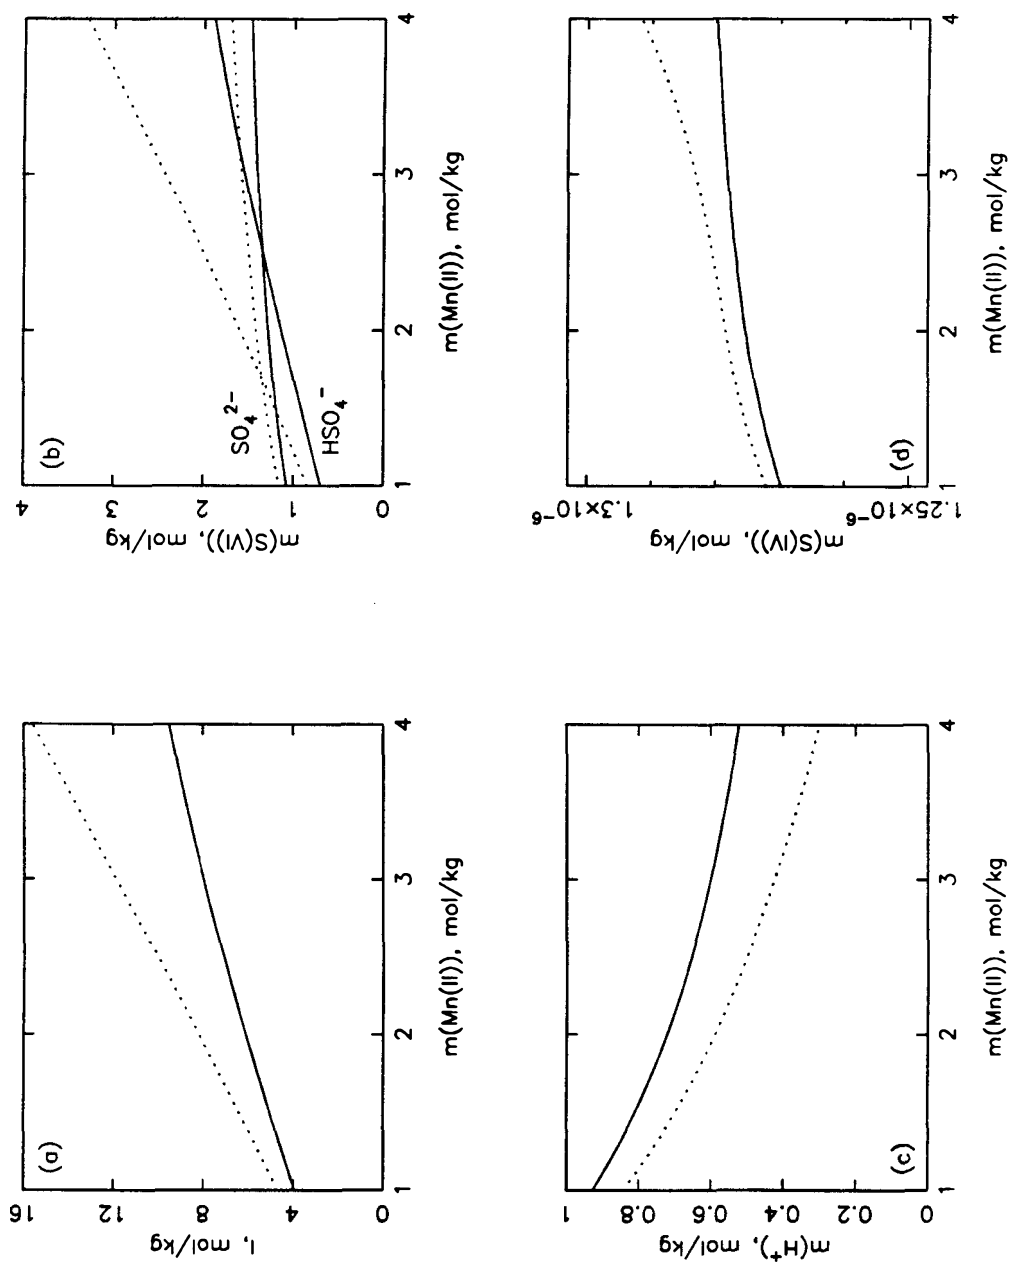 (a)
16
12
8
4
0
I, mol/kg
1
2
3
4
m(Mn(II)), mol/kg
(b)
4
3
2
1
0
m(S(VI)), mol/kg
SO₄²⁻
HSO₄⁻
1
2
3
4
m(Mn(II)), mol/kg
(c)
1
0.8
0.6
0.4
0.2
0
m(H⁺), mol/kg
1
2
3
4
m(Mn(II)), mol/kg
(d)
1.3×10⁻⁶
1.25×10⁻⁶
m(S(IV)), mol/kg
1
2
3
4
m(Mn(II)), mol/kg